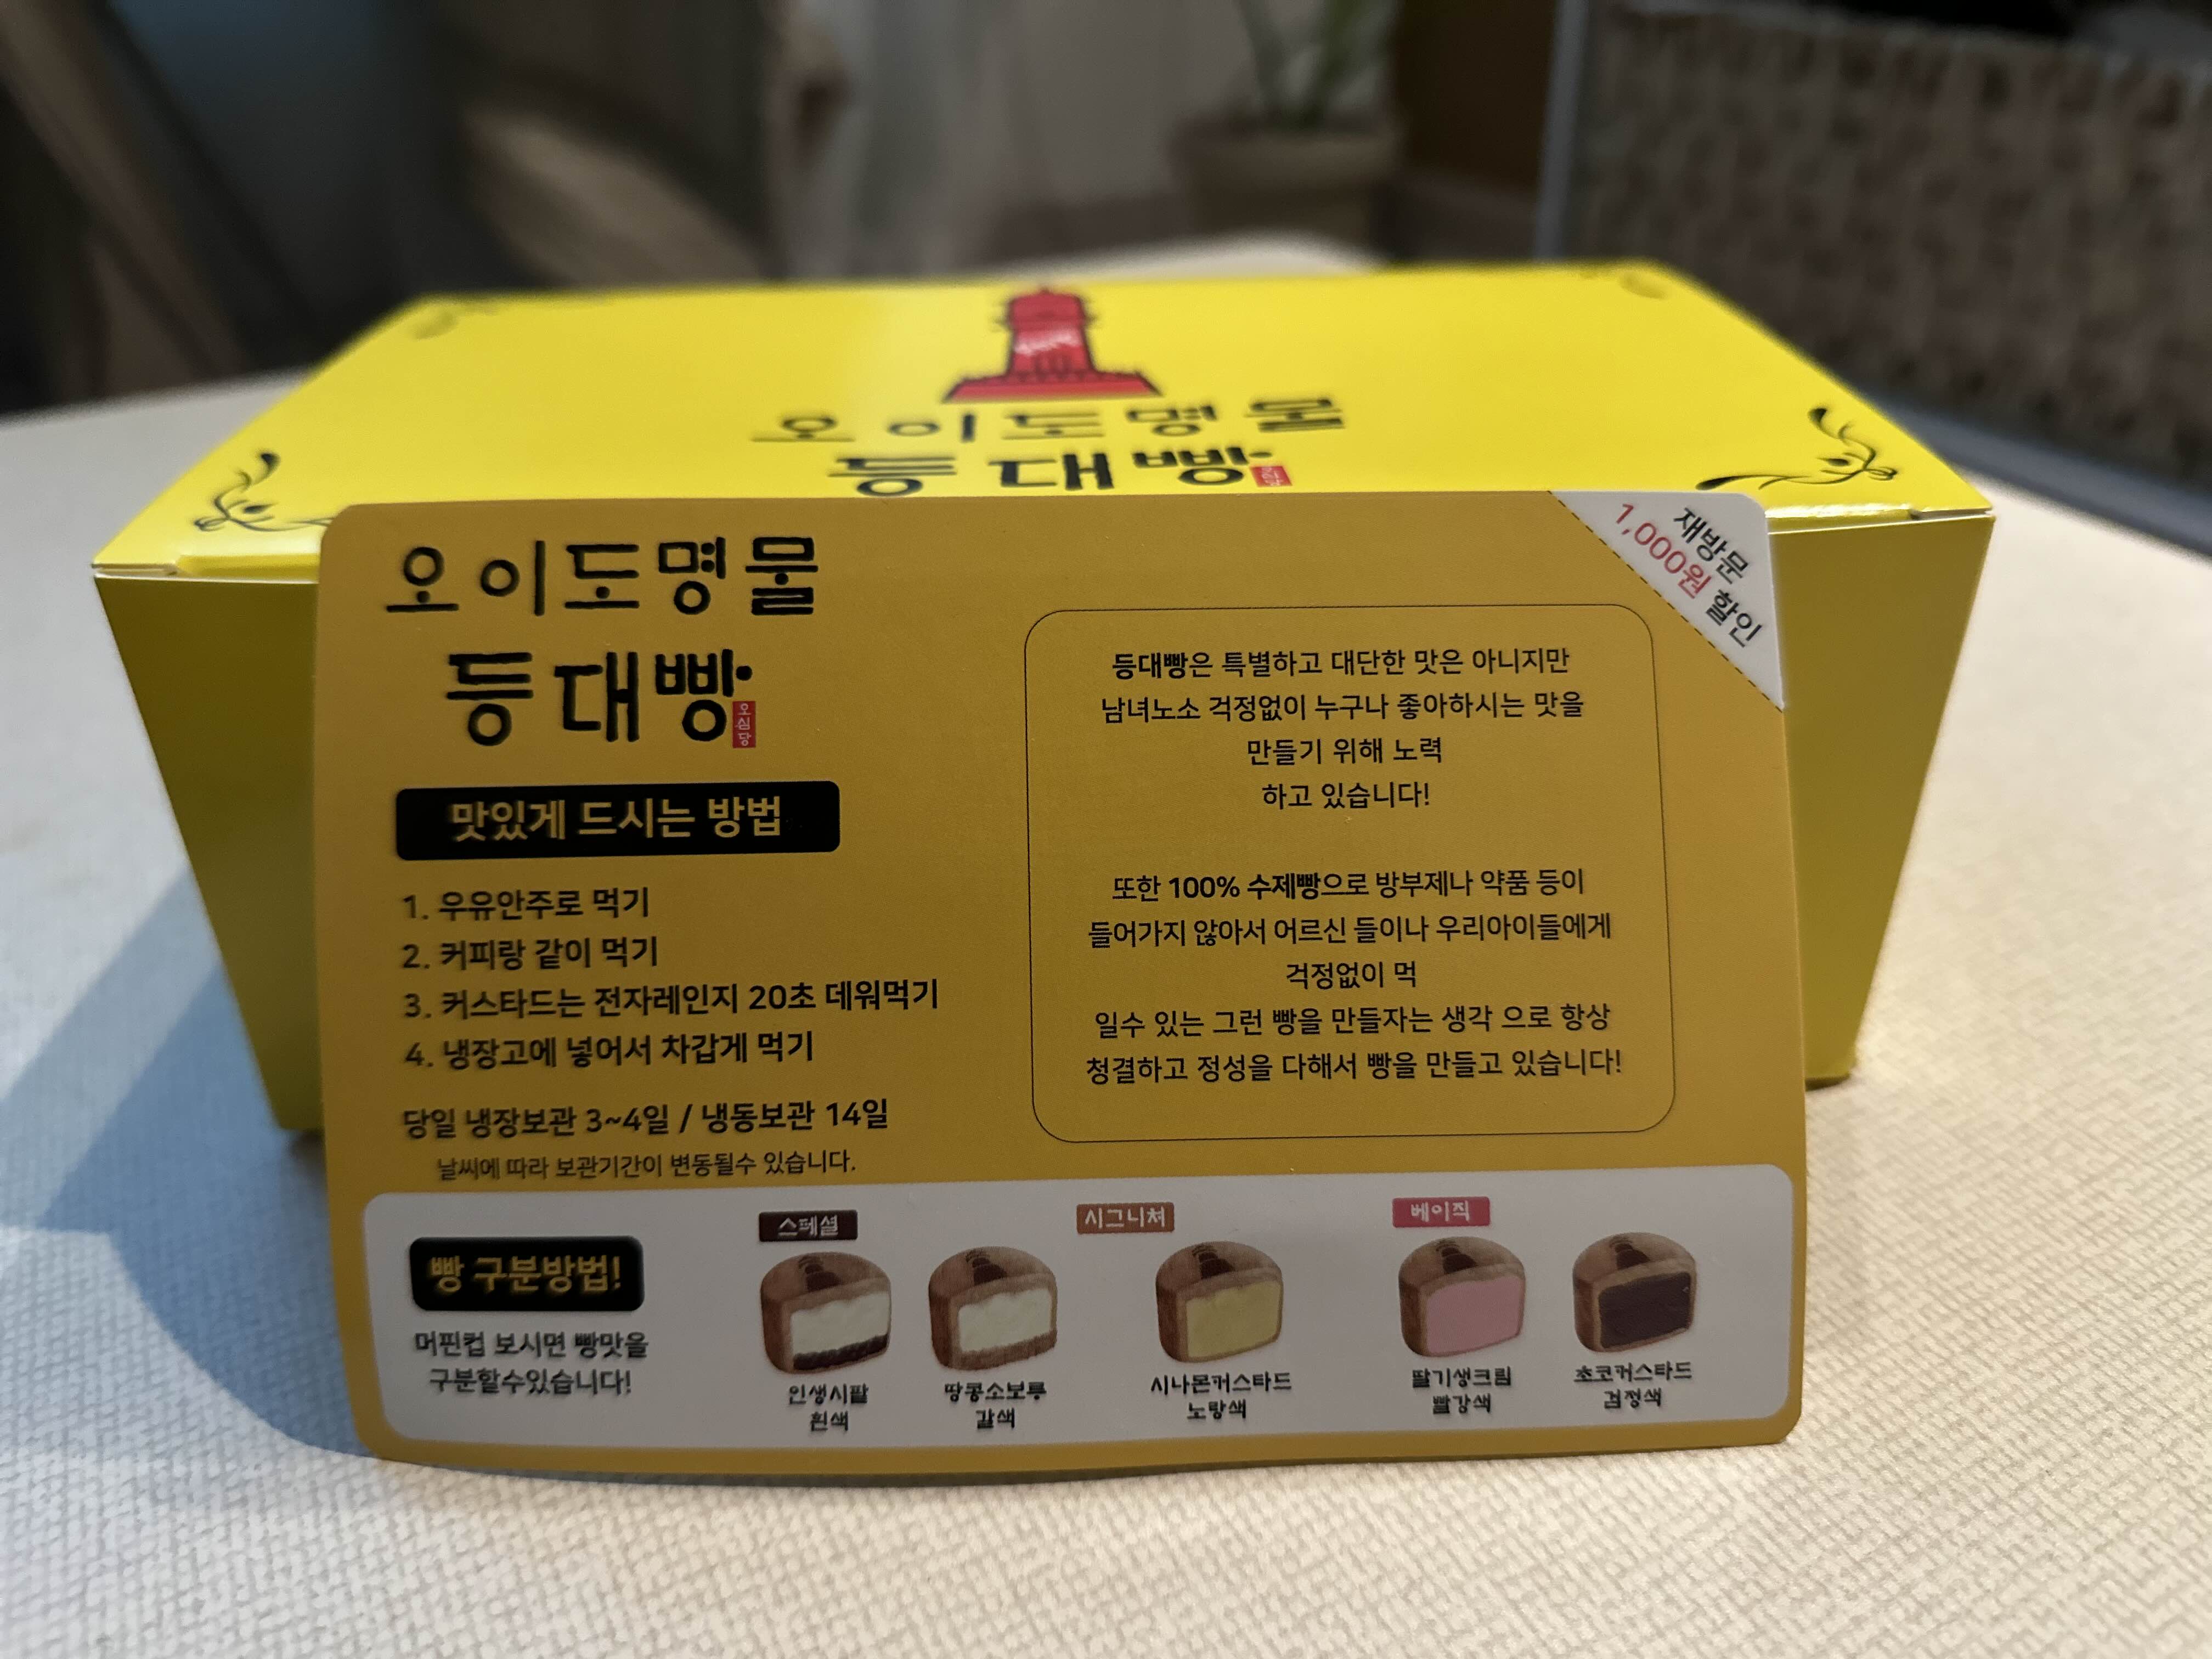 오이도명물
등대빵
오이도명물
등대빵
오심당
재방문
1,000원 할인
맛있게 드시는 방법
1. 우유안주로 먹기
2. 커피랑 같이 먹기
3. 커스타드는 전자레인지 20초 데워먹기
4. 냉장고에 넣어서 차갑게 먹기
당일 냉장보관 3~4일 / 냉동보관 14일
날씨에 따라 보관기간이 변동될수 있습니다.
등대빵은 특별하고 대단한 맛은 아니지만
남녀노소 걱정없이 누구나 좋아하시는 맛을
만들기 위해 노력
하고 있습니다!
또한 100% 수제빵으로 방부제나 약품 등이
들어가지 않아서 어르신 들이나 우리아이들에게
걱정없이 먹
일수 있는 그런 빵을 만들자는 생각 으로 항상
청결하고 정성을 다해서 빵을 만들고 있습니다!
빵 구분방법!
머핀컵 보시면 빵맛을
구분할수있습니다!
스페셜
인생시팥
흰색
땅콩소보루
갈색
시그니쳐
시나몬커스타드
노랑색
베이직
딸기생크림
빨강색
초코커스타드
검정색